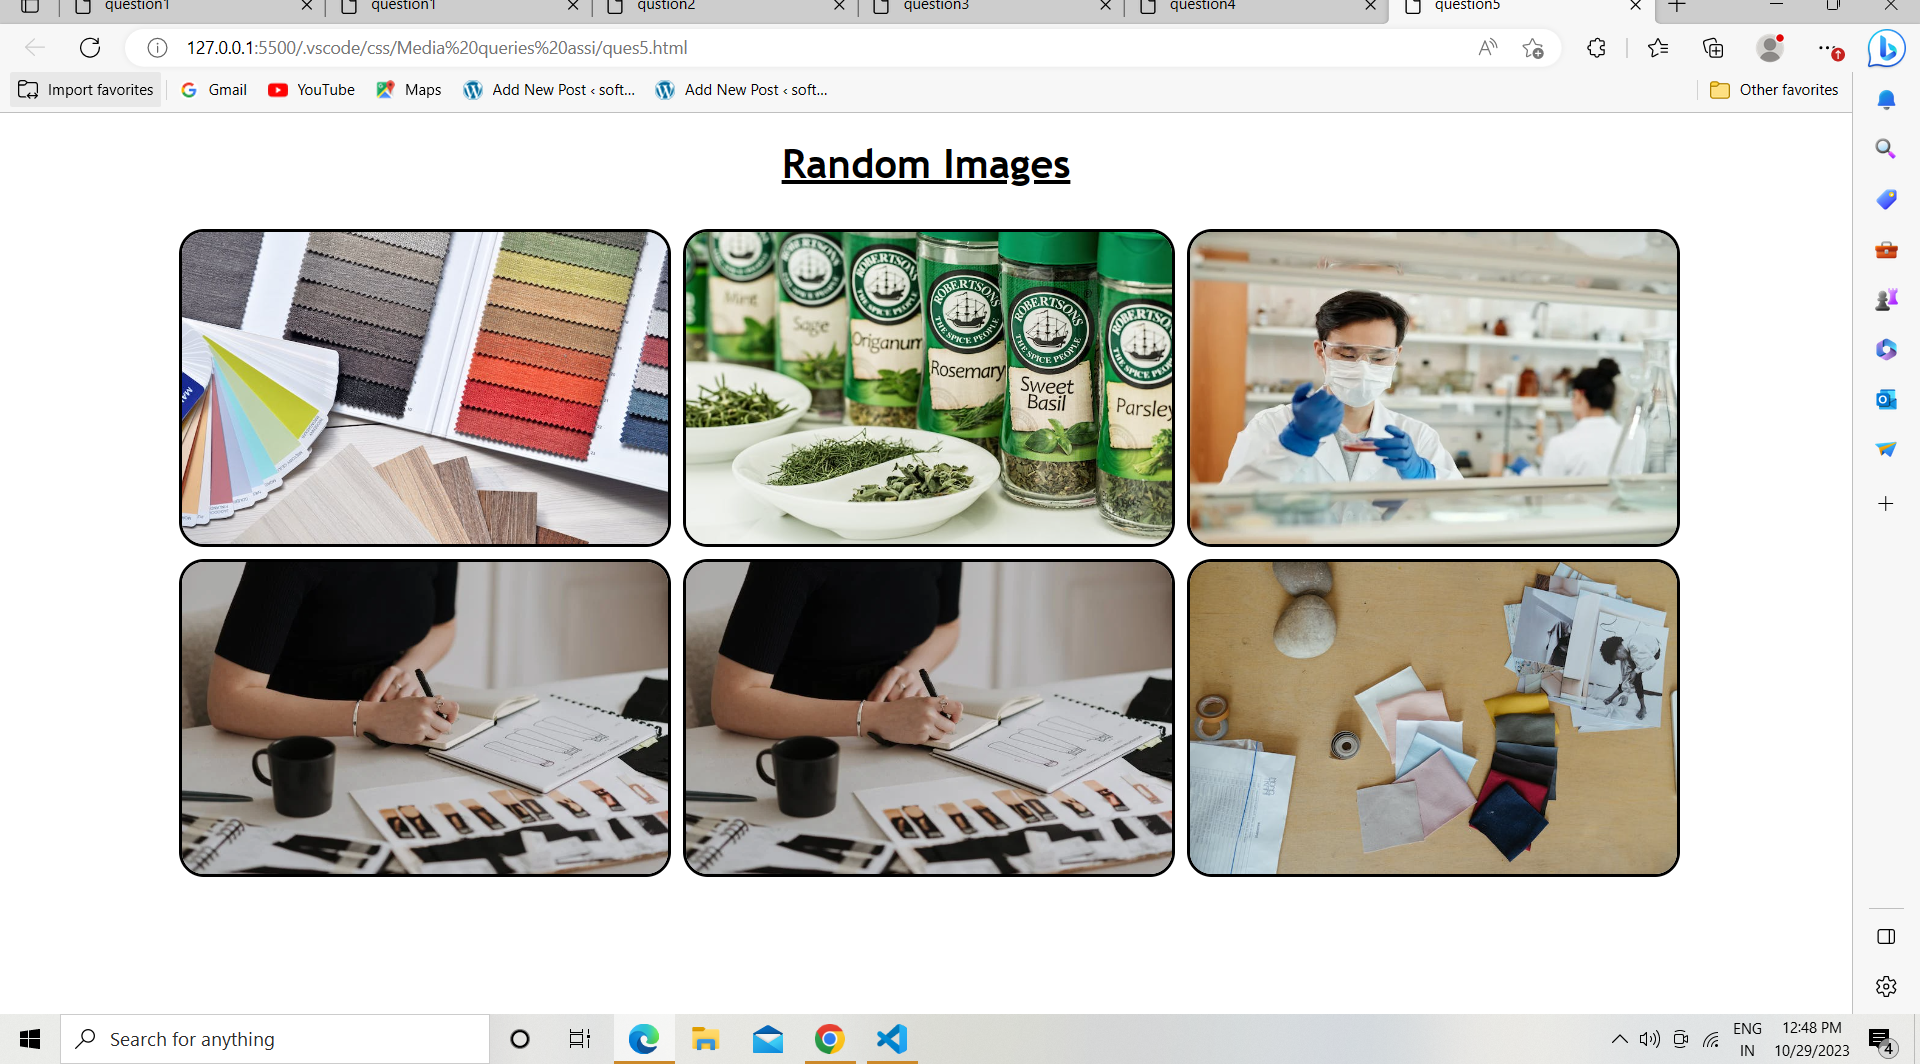 question1
question1
qustion2
question3
question4
question5
127.0.0.1:5500/.vscode/css/Media%20queries%20assi/ques5.html
Import favorites
Gmail
YouTube
Maps
Add New Post ‹ soft...
Add New Post ‹ soft...
Other favorites
Random Images
ROBERTSONS
THE SPICE PEOPLE
Mint
Sage
Origanum
Rosemary
Sweet
Basil
Parsley
Search for anything
ENG
IN
12:48 PM
10/29/2023
4